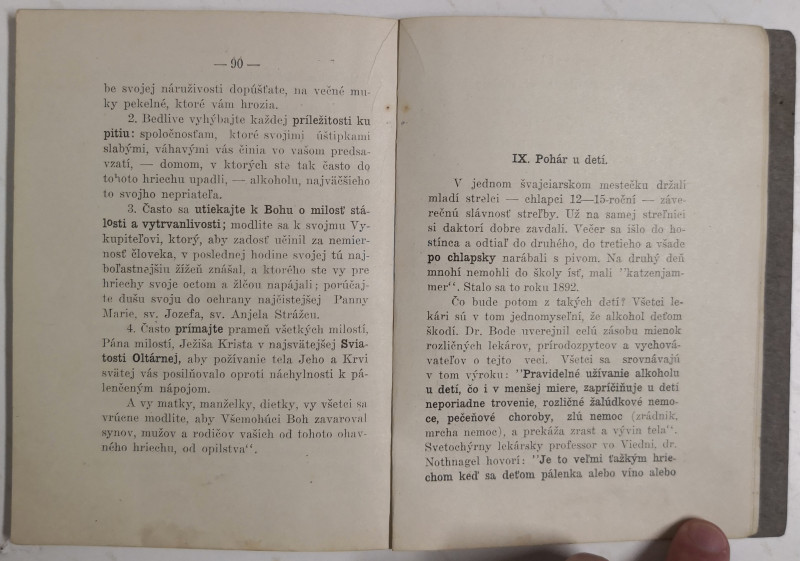 — 90 —
be svojej náruživosti dopúšťate, na večné mu-
ky pekelné, ktoré vám hrozia.
2. Bedlive vyhýbajte každej príležitosti ku
pitiu: spoločnosťam, ktoré svojimi úštipkami
slabými, váhavými vás činia vo vašom predsa-
vzatí, — domom, v ktorých ste tak často do
tohoto hriechu upadli, — alkoholu, najväčšieho
to svojho nepriateľa.
3. Často sa utiekajte k Bohu o milosť stá-
losti a vytrvanlivosti; modlite sa k svojmu Vy-
kupiteľovi, ktorý, aby zadosť učinil za nemier-
nosť človeka, v poslednej hodine svojej tú naj-
boľastnejšiu žížeň znášal, a ktorého ste vy pre
hriechy svoje octom a žlčou napájali; porúčaj-
te dušu svoju do ochrany najčistejšej Panny
Marie, sv. Jozefa, sv. Anjela Strážcu.
4. Často prímajte prameň všetkých milostí,
Pána milostí, Ježiša Krista v najsvätejšej Svia-
tosti Oltárnej, aby požívanie tela Jeho a Krvi
svätej vás posilňovalo oproti náchylnosti k pá-
lenčeným nápojom.
A vy matky, manželky, dietky, vy všetci sa
vrúcne modlite, aby Všemohúci Boh zavaroval
synov, mužov a rodičov vašich od tohoto ohav-
ného hriechu, od opilstva".
IX. Pohár u detí.
V jednom švajciarskom mestečku držali
mladí strelci — chlapci 12—15-roční — záve-
rečnú slávnosť streľby. Už na samej streľnici
si daktorí dobre zavdali. Večer sa išlo do ho-
stínca a odtiaľ do druhého, do tretieho a všade
po chlapsky narábali s pivom. Na druhý deň
mnohí nemohli do školy ísť, mali "katzenjam-
mer". Stalo sa to roku 1892.
Čo bude potom z takých detí? Všetci le-
kári sú v tom jednomyseľní, že alkohol deťom
škodí. Dr. Bode uverejnil celú zásobu mienok
rozličných lekárov, prírodozpytcov a vychová-
vateľov o tejto veci. Všetci sa srovnávajú
v tom výroku: "Pravidelné užívanie alkoholu
u detí, čo i v menšej miere, zapríčiňuje u detí
neporiadne trovenie, rozličné žalúdkové nemo-
ce, pečeňové choroby, zlú nemoc (zrádnik,
mrcha nemoc), a prekáža zrast a vývin tela".
Svetochýrny lekársky professor vo Viedni, dr.
Nothnagel hovorí: "Je to veľmi ťažkým hrie-
chom keď sa deťom pálenka alebo víno alebo